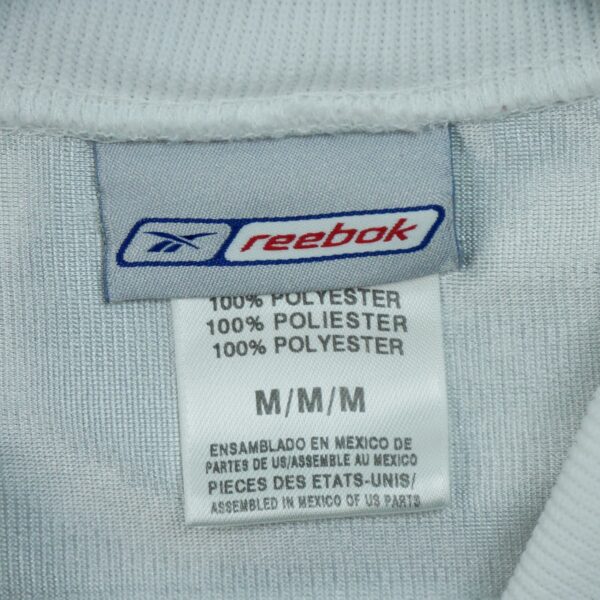 reebok
100% POLYESTER
100% POLIESTER
100% POLYESTER
M/M/M
ENSAMBLADO EN MEXICO DE
PARTES DE US/ASSEMBLE AU MEXICO
PIECES DES ETATS-UNIS/
ASSEMBLED IN MEXICO OF US PARTS